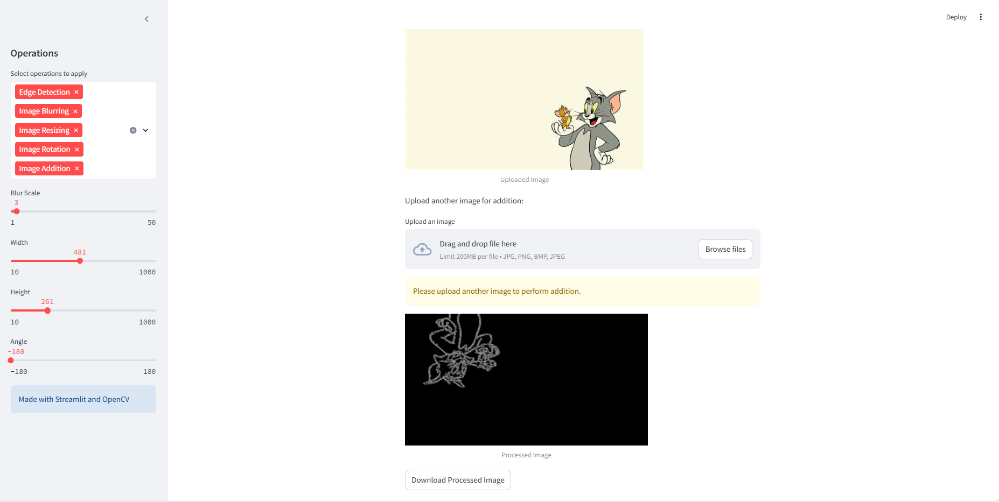 Deploy
Operations
Select operations to apply
Edge Detection ×
Image Blurring ×
Image Resizing ×
Image Rotation ×
Image Addition ×
Blur Scale
3
1 50
Width
481
10 1000
Height
261
10 1000
Angle
-180
-180 180
Made with Streamlit and OpenCV
Uploaded Image
Upload another image for addition:
Upload an image
Drag and drop file here
Limit 200MB per file • JPG, PNG, BMP, JPEG
Browse files
Please upload another image to perform addition.
Processed Image
Download Processed Image